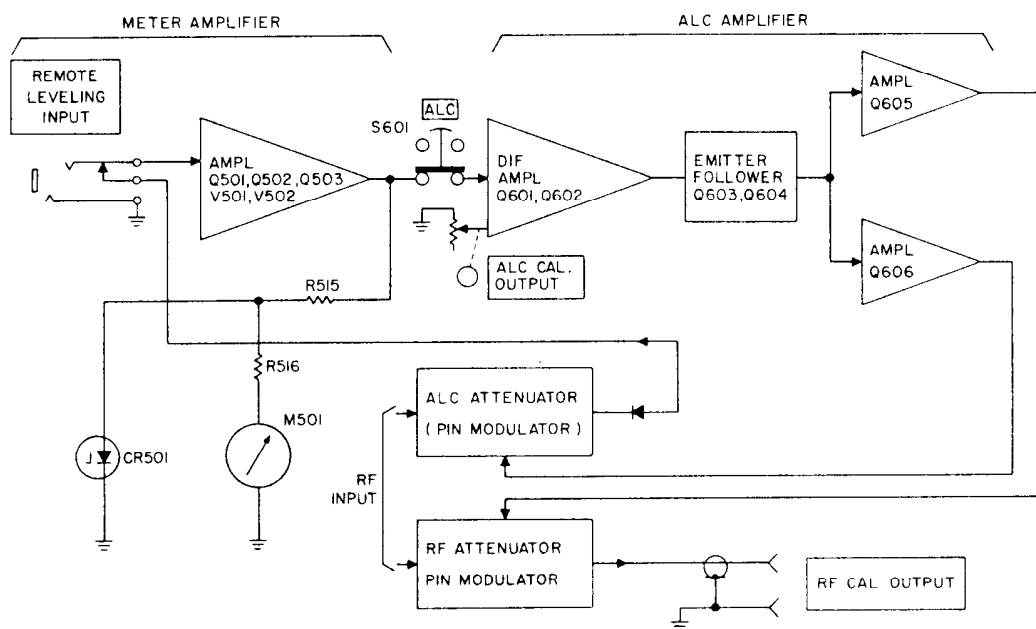 METER AMPLIFIER
ALC AMPLIFIER
REMOTE
LEVELING
INPUT
AMPL
Q501, Q502, Q503
V501, V502
S601
ALC
DIF
AMPL
Q601, Q602
EMITTER
FOLLOWER
Q603, Q604
AMPL
Q605
AMPL
Q606
ALC CAL.
OUTPUT
R515
R516
M501
J
CR501
RF
INPUT
ALC ATTENUATOR
( PIN MODULATOR )
RF ATTENUATOR
PIN MODULATOR
RF CAL OUTPUT